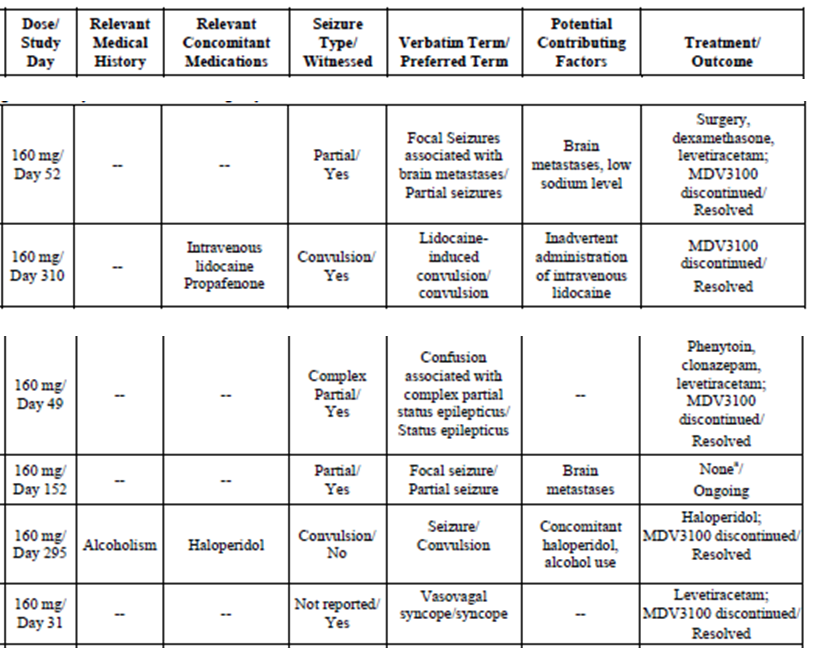 Dose/ Study Day | Relevant Medical History | Relevant Concomitant Medications | Seizure Type/ Witnessed | Verbatim Term/ Preferred Term | Potential Contributing Factors | Treatment/ Outcome
160 mg/ Day 52 | -- | -- | Partial/ Yes | Focal Seizures associated with brain metastases/ Partial seizures | Brain metastases, low sodium level | Surgery, dexamethasone, levetiracetam; MDV3100 discontinued/ Resolved
160 mg/ Day 310 | -- | Intravenous lidocaine Propafenone | Convulsion/ Yes | Lidocaine-induced convulsion/ convulsion | Inadvertent administration of intravenous lidocaine | MDV3100 discontinued/ Resolved
160 mg/ Day 49 | -- | -- | Complex Partial/ Yes | Confusion associated with complex partial status epilepticus/ Status epilepticus | -- | Phenytoin, clonazepam, levetiracetam; MDV3100 discontinued/ Resolved
160 mg/ Day 152 | -- | -- | Partial/ Yes | Focal seizure/ Partial seizure | Brain metastases | Noneª/ Ongoing
160 mg/ Day 295 | Alcoholism | Haloperidol | Convulsion/ No | Seizure/ Convulsion | Concomitant haloperidol, alcohol use | Haloperidol; MDV3100 discontinued/ Resolved
160 mg/ Day 31 | -- | -- | Not reported/ Yes | Vasovagal syncope/syncope | -- | Levetiracetam; MDV3100 discontinued/ Resolved